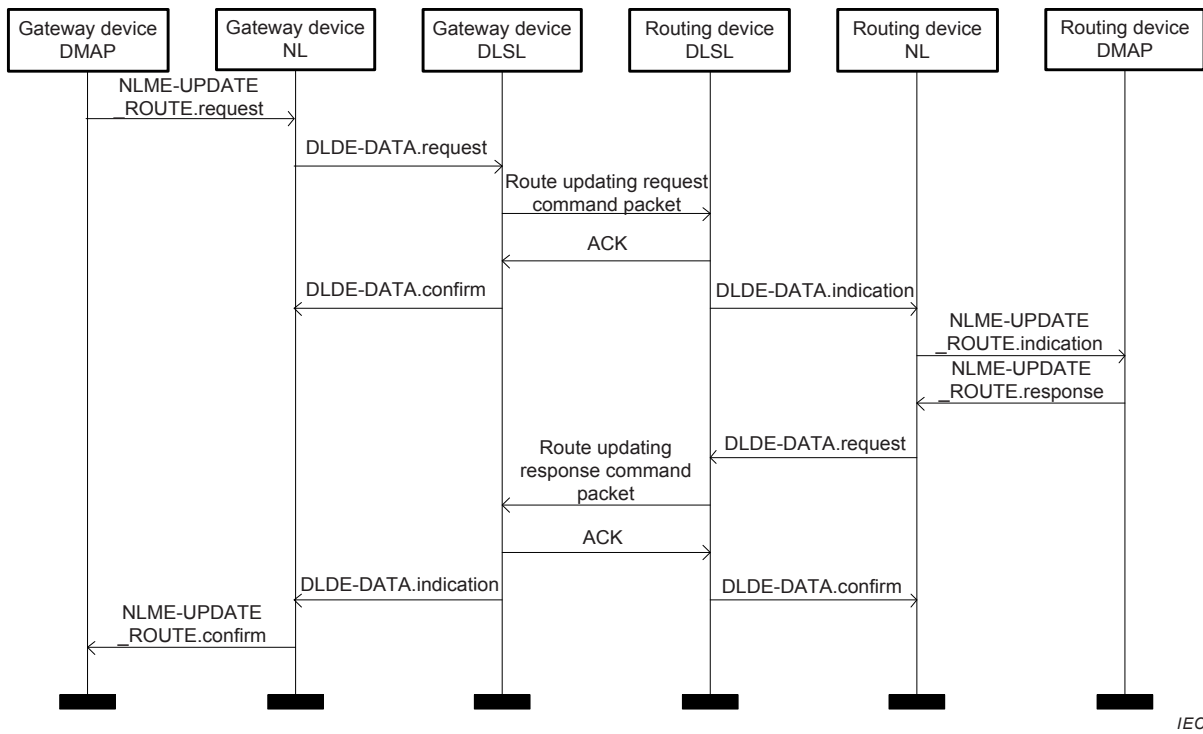 Gateway device
DMAP
Gateway device
NL
Gateway device
DLSL
Routing device
DLSL
Routing device
NL
Routing device
DMAP
NLME-UPDATE
_ROUTE.request
DLDE-DATA.request
Route updating request
command packet
ACK
DLDE-DATA.confirm
DLDE-DATA.indication
NLME-UPDATE
_ROUTE.indication
NLME-UPDATE
_ROUTE.response
DLDE-DATA.request
Route updating
response command
packet
ACK
DLDE-DATA.indication
DLDE-DATA.confirm
NLME-UPDATE
_ROUTE.confirm
IEC